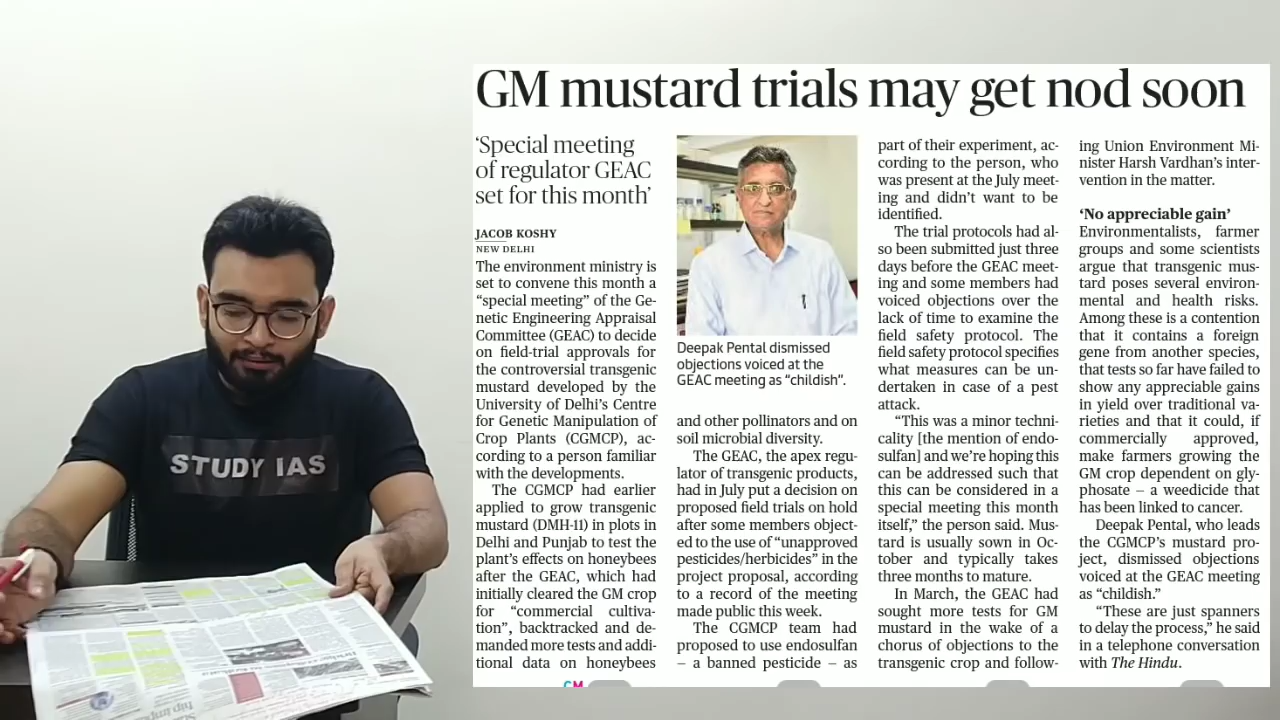 GM mustard trials may get nod soon
‘Special meeting
of regulator GEAC
set for this month’
JACOB KOSHY
NEW DELHI
The environment ministry is
set to convene this month a
“special meeting” of the Ge-
netic Engineering Appraisal
Committee (GEAC) to decide
on field-trial approvals for
the controversial transgenic
mustard developed by the
University of Delhi’s Centre
for Genetic Manipulation of
Crop Plants (CGMCP), ac-
cording to a person familiar
with the developments.
The CGMCP had earlier
applied to grow transgenic
mustard (DMH-11) in plots in
Delhi and Punjab to test the
plant’s effects on honeybees
after the GEAC, which had
initially cleared the GM crop
for “commercial cultiva-
tion”, backtracked and de-
manded more tests and addi-
tional data on honeybees
Deepak Pental dismissed
objections voiced at the
GEAC meeting as “childish”.
and other pollinators and on
soil microbial diversity.
The GEAC, the apex regu-
lator of transgenic products,
had in July put a decision on
proposed field trials on hold
after some members object-
ed to the use of “unapproved
pesticides/herbicides” in the
project proposal, according
to a record of the meeting
made public this week.
The CGMCP team had
proposed to use endosulfan
– a banned pesticide – as
part of their experiment, ac-
cording to the person, who
was present at the July meet-
ing and didn’t want to be
identified.
The trial protocols had al-
so been submitted just three
days before the GEAC meet-
ing and some members had
voiced objections over the
lack of time to examine the
field safety protocol. The
field safety protocol specifies
what measures can be un-
dertaken in case of a pest
attack.
“This was a minor techni-
cality [the mention of endo-
sulfan] and we’re hoping this
can be addressed such that
this can be considered in a
special meeting this month
itself,” the person said. Mus-
tard is usually sown in Oc-
tober and typically takes
three months to mature.
In March, the GEAC had
sought more tests for GM
mustard in the wake of a
chorus of objections to the
transgenic crop and follow-
ing Union Environment Mi-
nister Harsh Vardhan’s inter-
vention in the matter.
‘No appreciable gain’
Environmentalists, farmer
groups and some scientists
argue that transgenic mus-
tard poses several environ-
mental and health risks.
Among these is a contention
that it contains a foreign
gene from another species,
that tests so far have failed to
show any appreciable gains
in yield over traditional va-
rieties and that it could, if
commercially approved,
make farmers growing the
GM crop dependent on gly-
phosate – a weedicide that
has been linked to cancer.
Deepak Pental, who leads
the CGMCP’s mustard pro-
ject, dismissed objections
voiced at the GEAC meeting
as “childish.”
“These are just spanners
to delay the process,” he said
in a telephone conversation
with The Hindu.
STUDY IAS